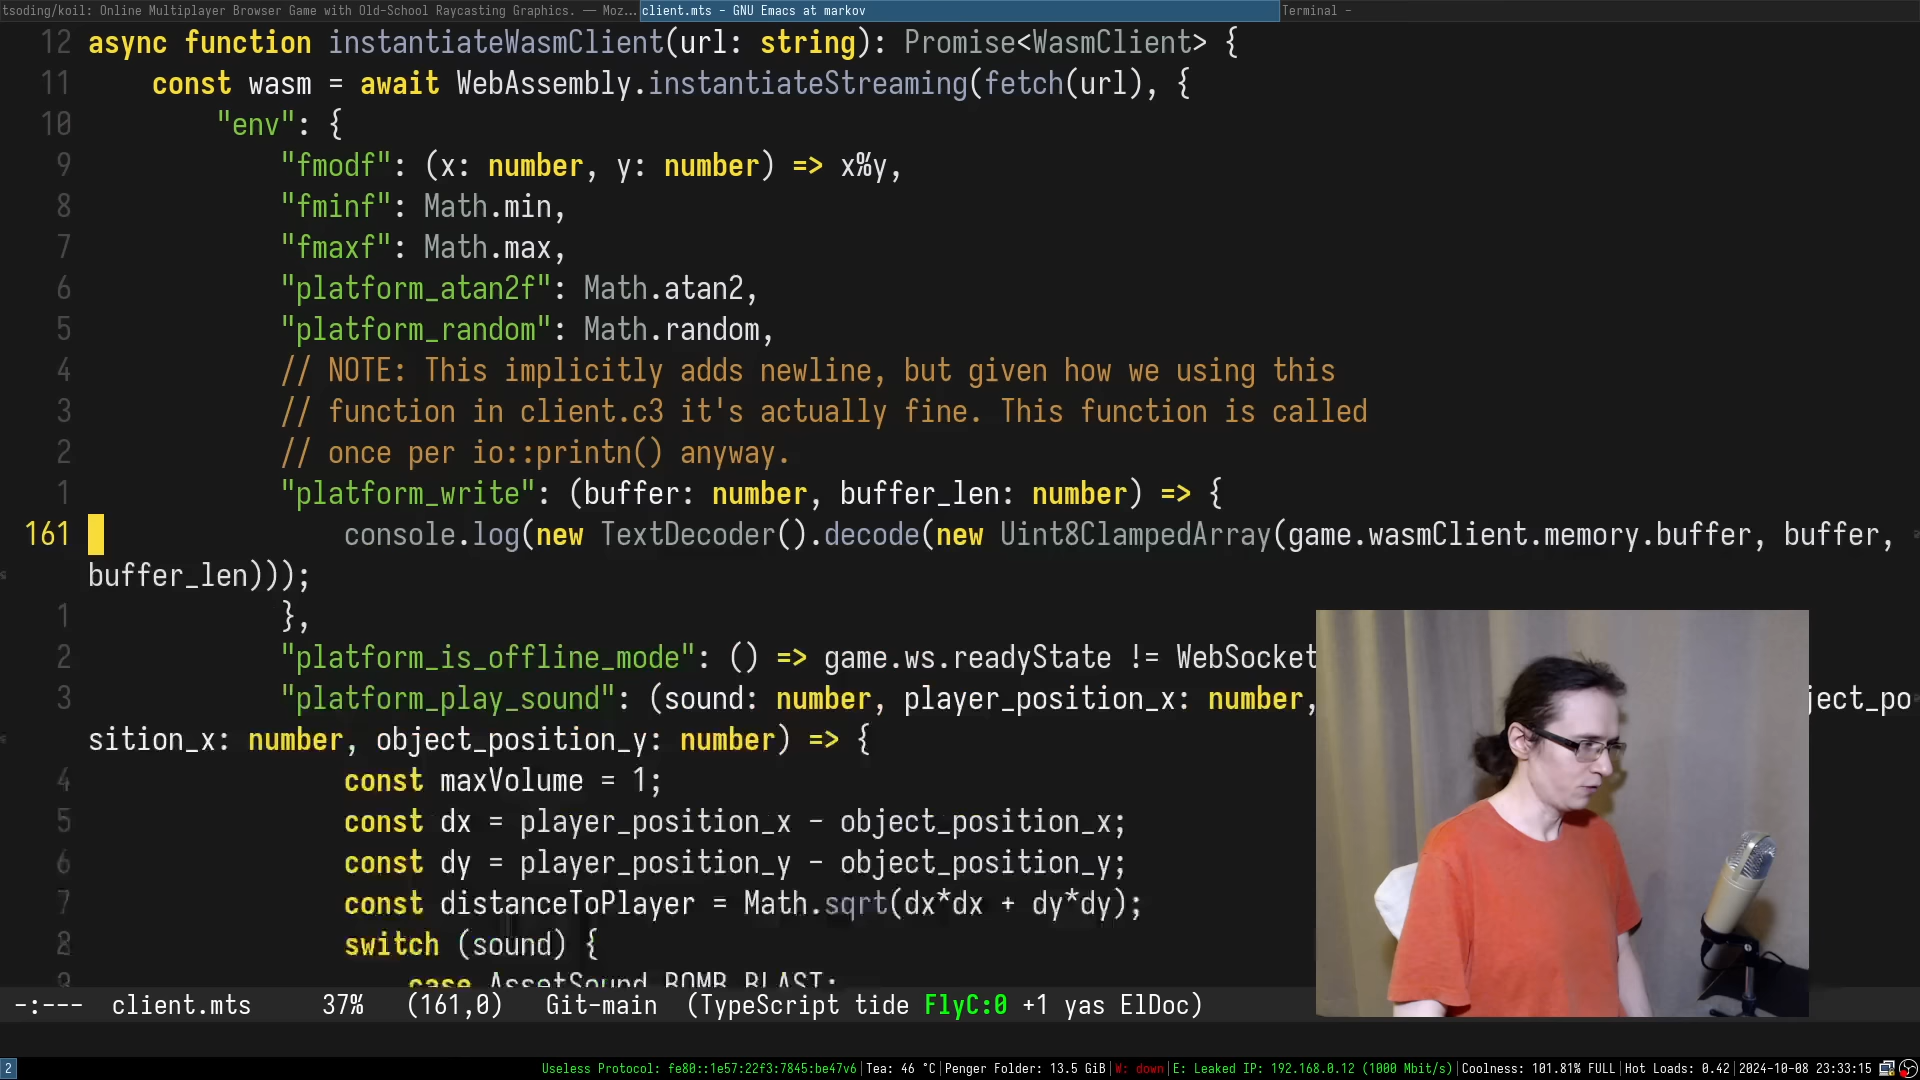 tsoding/koil: Online Multiplayer Browser Game with Old-School Raycasting Graphics. — Moz... client.mts - GNU Emacs at markov Terminal -
12 async function instantiateWasmClient(url: string): Promise<WasmClient> {
11 const wasm = await WebAssembly.instantiateStreaming(fetch(url), {
10 "env": {
9 "fmodf": (x: number, y: number) => x%y,
8 "fminf": Math.min,
7 "fmaxf": Math.max,
6 "platform_atan2f": Math.atan2,
5 "platform_random": Math.random,
4 // NOTE: This implicitly adds newline, but given how we using this
3 // function in client.c3 it's actually fine. This function is called
2 // once per io::printn() anyway.
1 "platform_write": (buffer: number, buffer_len: number) => {
161 console.log(new TextDecoder().decode(new Uint8ClampedArray(game.wasmClient.memory.buffer, buffer,
buffer_len)));
1 },
2 "platform_is_offline_mode": () => game.ws.readyState != WebSocket
3 "platform_play_sound": (sound: number, player_position_x: number, ject_po
sition_x: number, object_position_y: number) => {
4 const maxVolume = 1;
5 const dx = player_position_x - object_position_x;
6 const dy = player_position_y - object_position_y;
7 const distanceToPlayer = Math.sqrt(dx*dx + dy*dy);
8 switch (sound) {
9 case AssetSound.BOMB_BLAST:
-:--- client.mts 37% (161,0) Git-main (TypeScript tide FlyC:0 +1 yas ElDoc)
2 Useless Protocol: fe80::1e57:22f3:7845:be47v6|Tea: 46 °C|Penger Folder: 13.5 GiB|W: down|E: Leaked IP: 192.168.0.12 (1000 Mbit/s)|Coolness: 101.81% FULL|Hot Loads: 0.42|2024-10-08 23:33:15